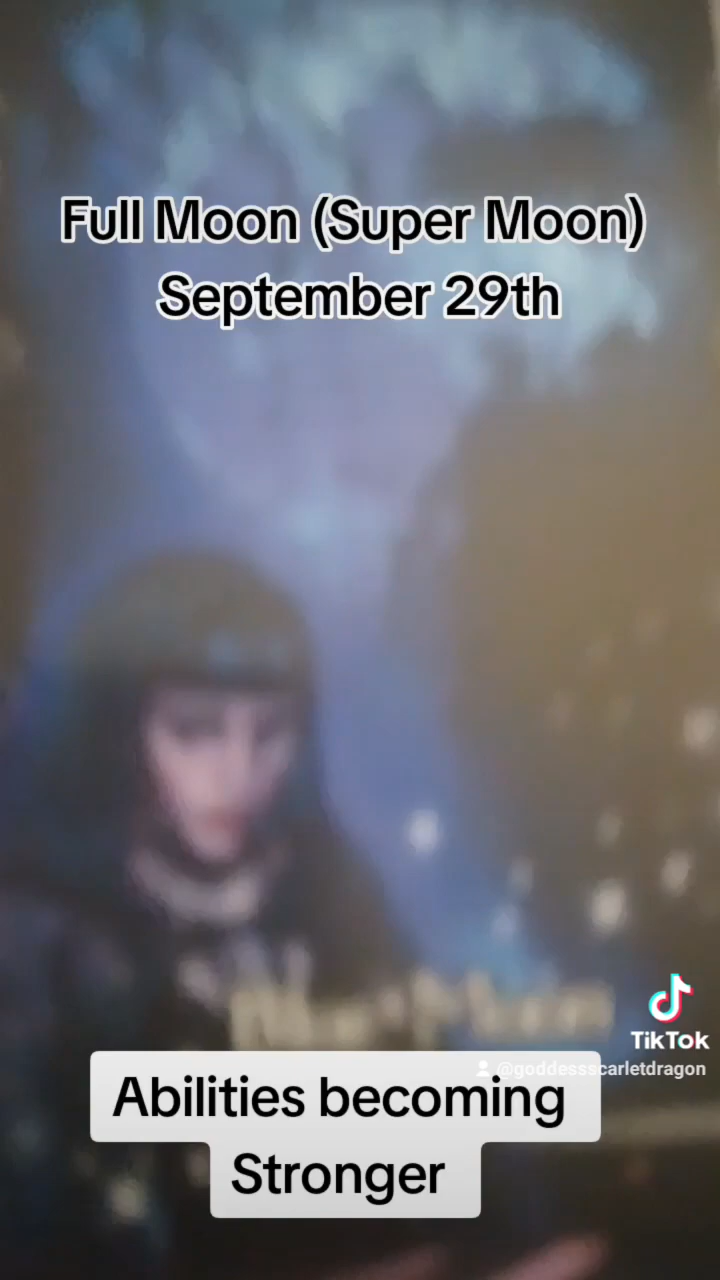 Full Moon (Super Moon)
September 29th
TikTok
@goddessscarletdragon
Abilities becoming
Stronger